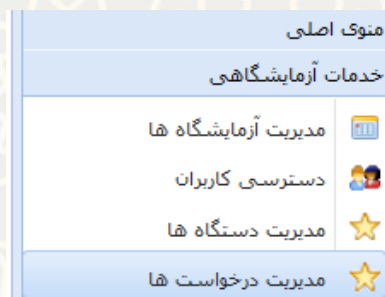 منوی اصلی
خدمات آزمایشگاهی
مدیریت آزمایشگاه ها
دسترسی کاربران
مدیریت دستگاه ها
مدیریت درخواست ها